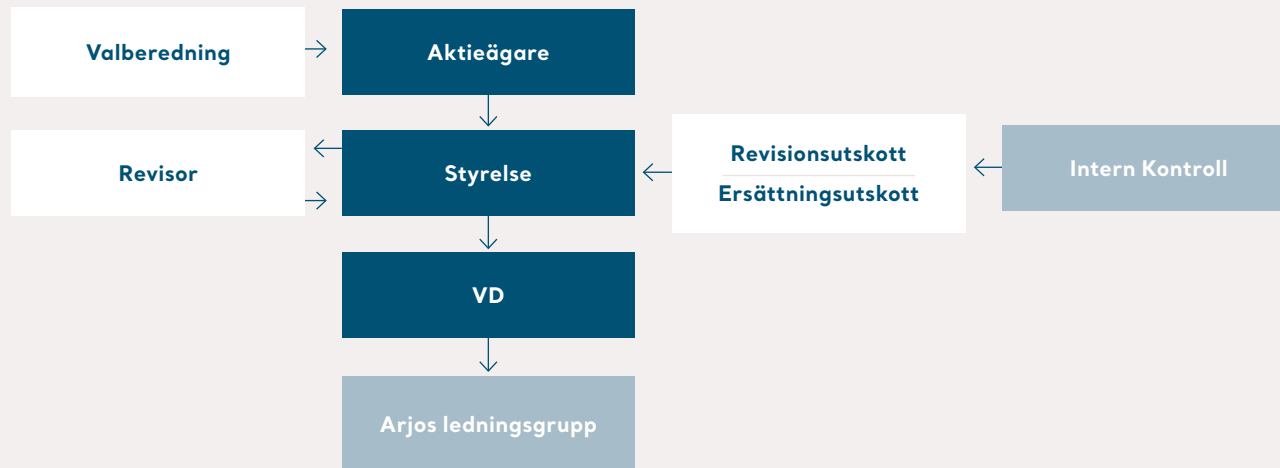 Valberedning
Aktieägare
Revisor
Styrelse
Revisionsutskott
Ersättningsutskott
Intern Kontroll
VD
Arjos ledningsgrupp